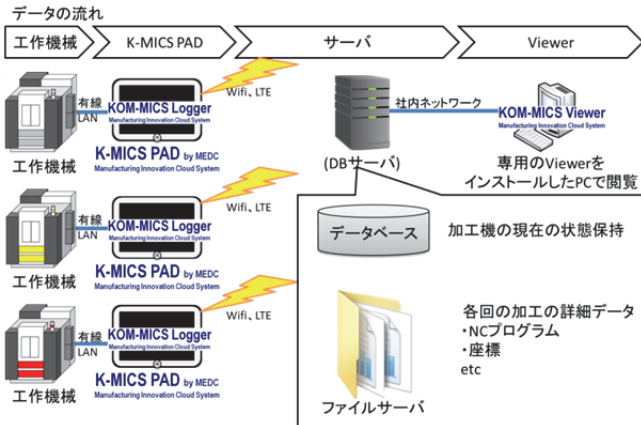 データの流れ
工作機械
K-MICS PAD
サーバ
Viewer
有線
LAN
KOM-MICS Logger
Manufacturing Innovation Cloud System
K-MICS PAD by MEDC
Manufacturing Innovation Cloud System
工作機械
Wifi、LTE
(DBサーバ)
社内ネットワーク
KOM-MICS Viewer
Manufacturing Innovation Cloud System
専用のViewerを
インストールしたPCで閲覧
有線
LAN
KOM-MICS Logger
Manufacturing Innovation Cloud System
K-MICS PAD by MEDC
Manufacturing Innovation Cloud System
工作機械
Wifi、LTE
データベース
加工機の現在の状態保持
有線
LAN
KOM-MICS Logger
Manufacturing Innovation Cloud System
K-MICS PAD by MEDC
Manufacturing Innovation Cloud System
工作機械
Wifi、LTE
ファイルサーバ
各回の加工の詳細データ
・NCプログラム
・座標
etc